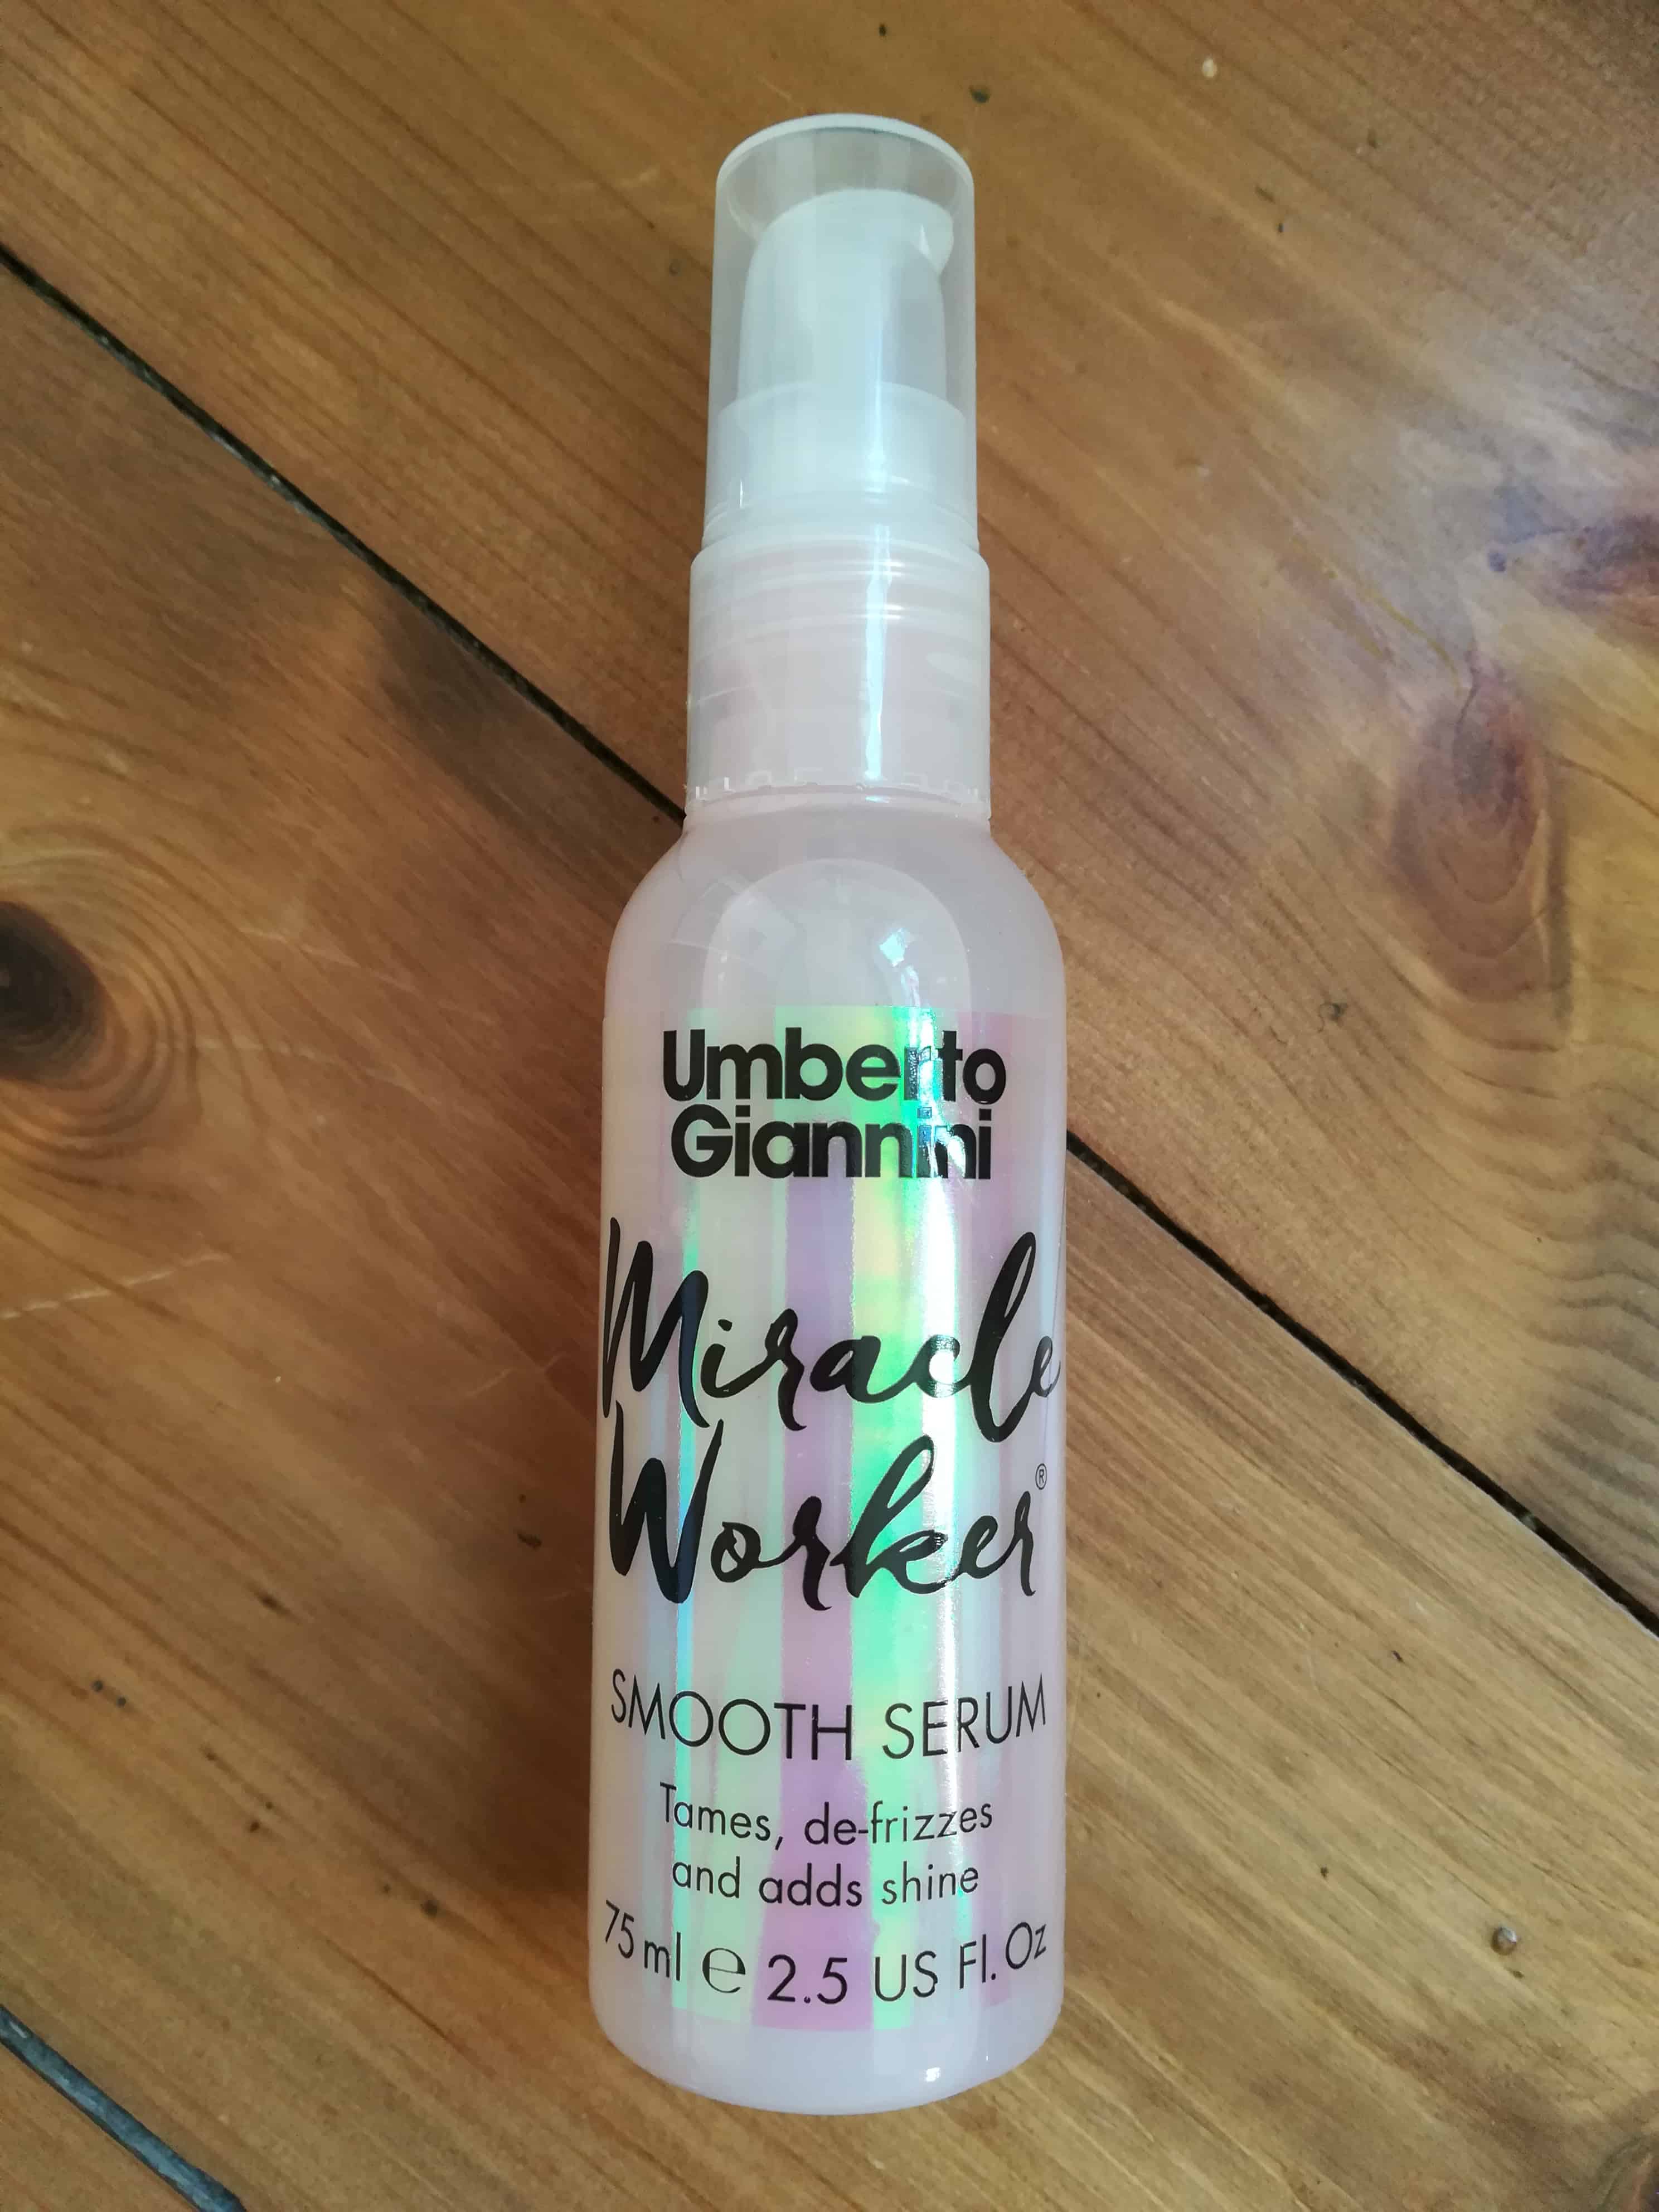 Umberto
Giannini
Miracle
Worker®
SMOOTH SERUM
Tames, de-frizzes
and adds shine
75 ml ℮ 2.5 US Fl. Oz